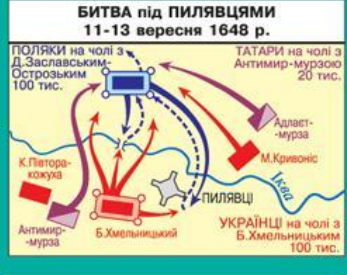 БИТВА під ПИЛЯВЦЯМИ
11-13 вересня 1648 р.
ПОЛЯКИ на чолі з
Д.Заславським-
Острозьким
100 тис.
ТАТАРИ на чолі з
Антимир-мурзою
20 тис.
Адлаєт-
мурза
К.Півтора-
кожуха
М.Кривоніс
Іква
ПИЛЯВЦІ
Антимир-
мурза
Б.Хмельницький
УКРАЇНЦІ на чолі з
Б.Хмельницьким
100 тис.